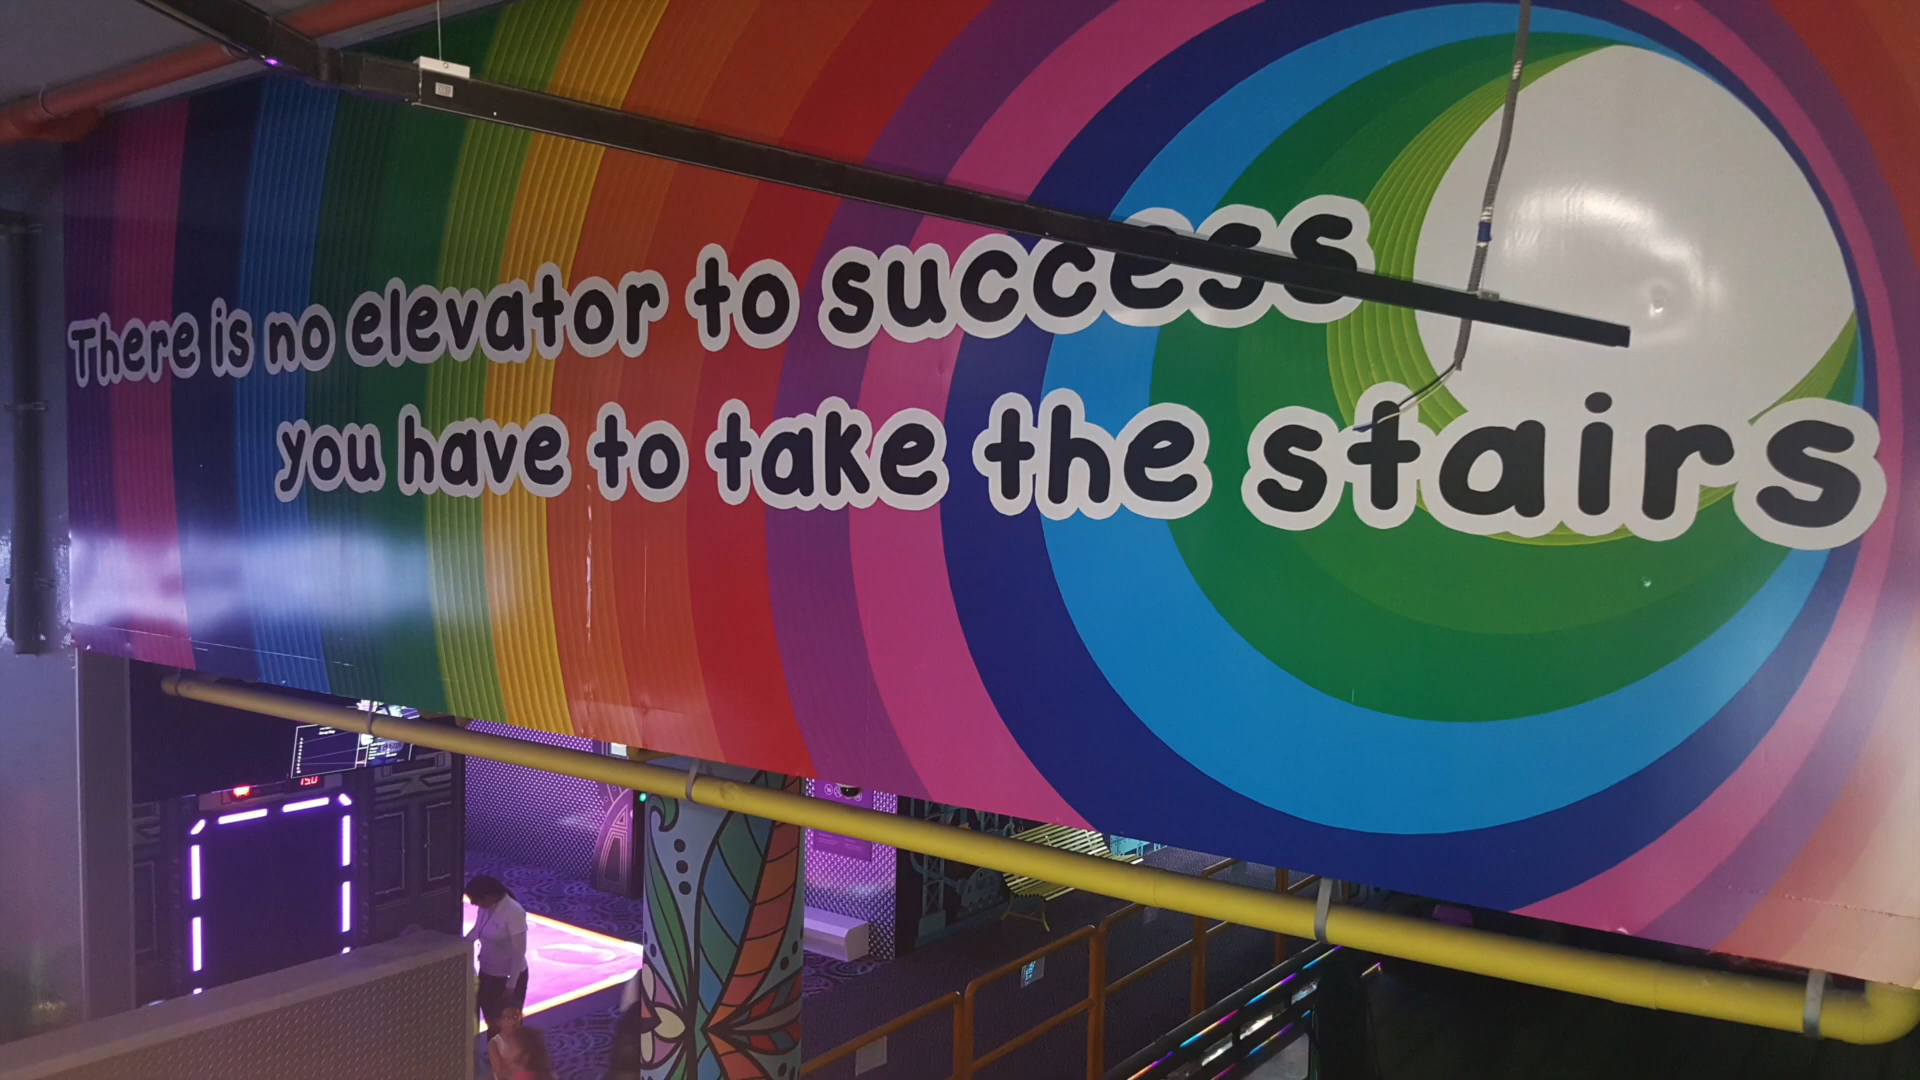 There is no elevator to success
you have to take the stairs